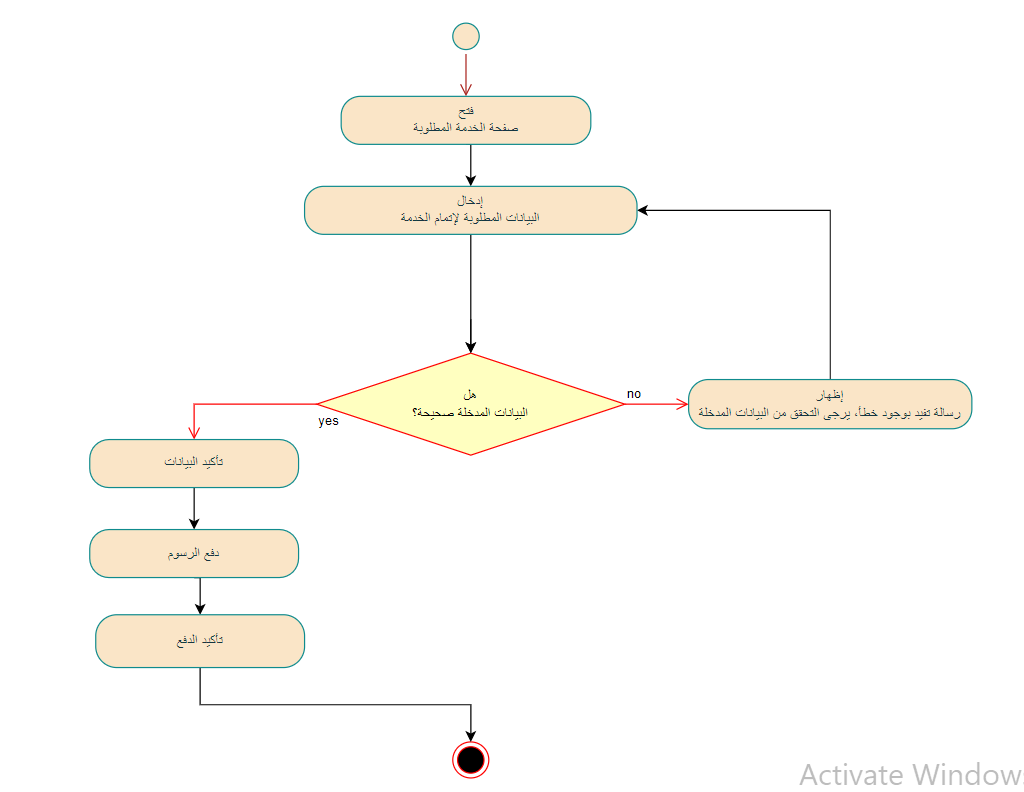 فتح
صفحة الخدمة المطلوبة
إدخال
البيانات المطلوبة لإتمام الخدمة
هل
البيانات المدخلة صحيحة؟
no
yes
إظهار
رسالة تفيد بوجود خطأ، يرجى التحقق من البيانات المدخلة
تأكيد البيانات
دفع الرسوم
تأكيد الدفع
Activate Windows